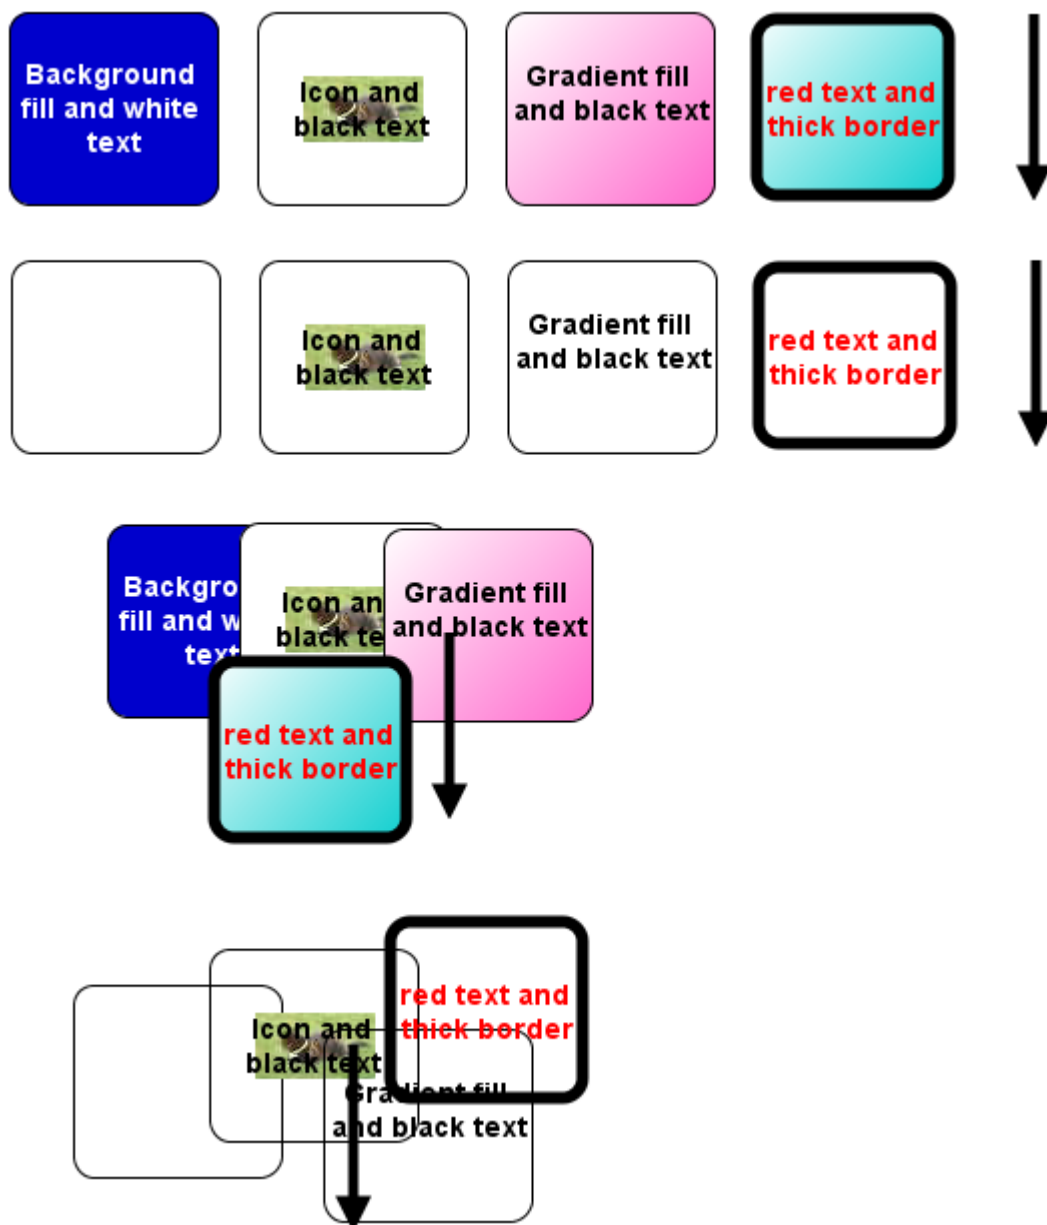 Background
fill and white
text
Icon and
black text
Gradient fill
and black text
red text and
thick border
Icon and
black text
Gradient fill
and black text
red text and
thick border
Backgro
fill and w
text
Icon an
black te
Gradient fill
and black text
red text and
thick border
red text and
thick border
Icon and
black text
Gradient fill
and black text